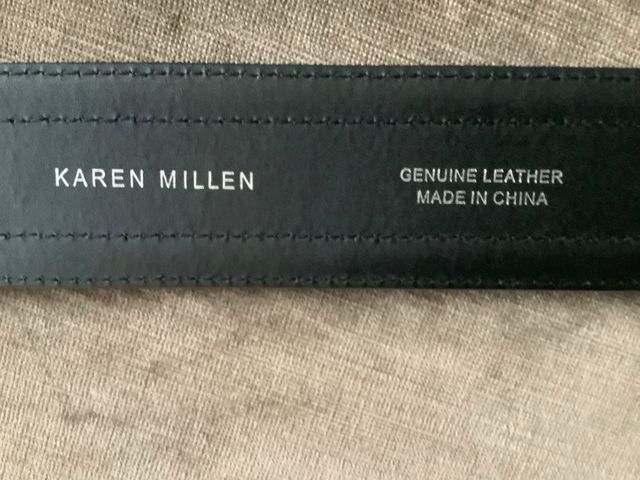 KAREN MILLEN
GENUINE LEATHER
MADE IN CHINA